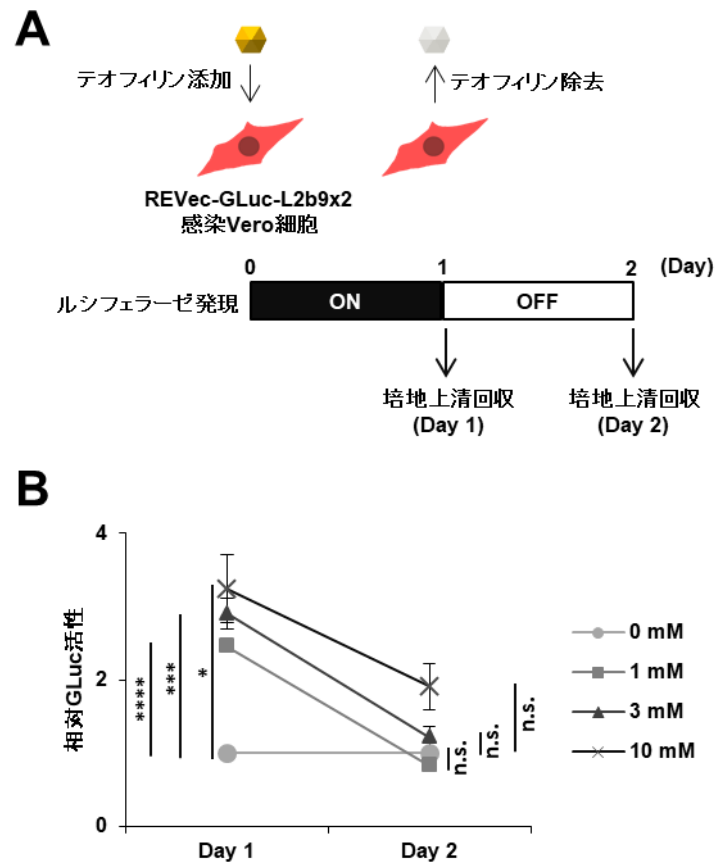 A
テオフィリン添加
テオフィリン除去
REVec-GLuc-L2b9x2
感染Vero細胞
0
1
2
(Day)
ルシフェラーゼ発現
ON
OFF
培地上清回収
(Day 1)
培地上清回収
(Day 2)
B
4
2
0
相対GLuc活性
****
***
*
n.s.
n.s.
n.s.
Day 1
Day 2
0 mM
1 mM
3 mM
10 mM